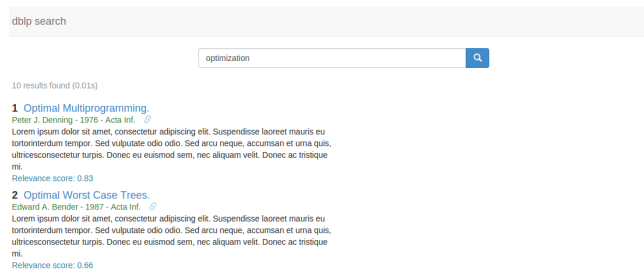 dblp search
optimization
10 results found (0.01s)
1 Optimal Multiprogramming.
Peter J. Denning - 1976 - Acta Inf.
Lorem ipsum dolor sit amet, consectetur adipiscing elit. Suspendisse laoreet mauris eu
tortorinterdum tempor. Sed vulputate odio odio. Sed arcu neque, accumsan et urna quis,
ultricesconsectetur turpis. Donec eu euismod sem, nec aliquam velit. Donec ac tristique
mi.
Relevance score: 0.83
2 Optimal Worst Case Trees.
Edward A. Bender - 1987 - Acta Inf.
Lorem ipsum dolor sit amet, consectetur adipiscing elit. Suspendisse laoreet mauris eu
tortorinterdum tempor. Sed vulputate odio odio. Sed arcu neque, accumsan et urna quis,
ultricesconsectetur turpis. Donec eu euismod sem, nec aliquam velit. Donec ac tristique
mi.
Relevance score: 0.66